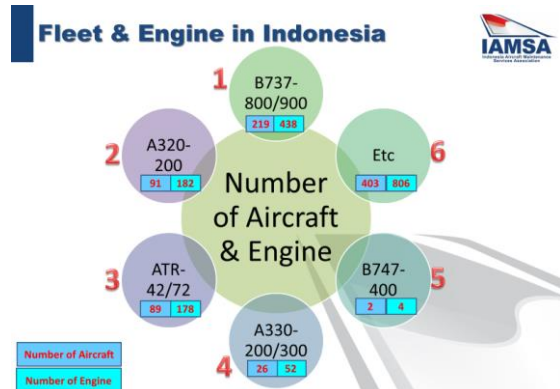 Fleet & Engine in Indonesia
IAMSA
Indonesia Aircraft Maintenance
Services Association
1
B737-
800/900
219 438
2
A320-
200
91 182
6
Etc
403 806
Number
of Aircraft
& Engine
3
ATR-
42/72
89 178
5
B747-
400
2 4
4
A330-
200/300
26 52
Number of Aircraft
Number of Engine